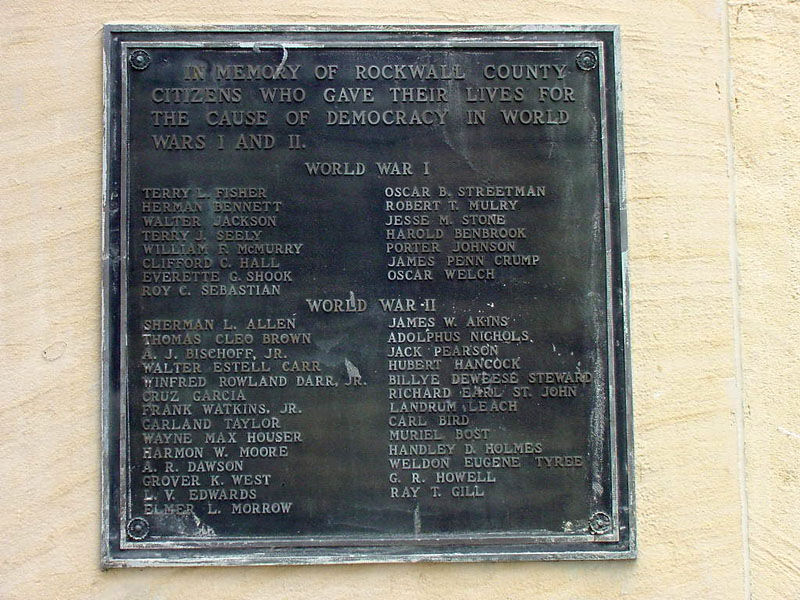 IN MEMORY OF ROCKWALL COUNTY
CITIZENS WHO GAVE THEIR LIVES FOR
THE CAUSE OF DEMOCRACY IN WORLD
WARS I AND II.
WORLD WAR I
TERRY L. FISHER
HERMAN BENNETT
WALTER JACKSON
TERRY J. SEELY
WILLIAM F. McMURRY
CLIFFORD C. HALL
EVERETTE G. SHOOK
ROY C. SEBASTIAN
OSCAR B. STREETMAN
ROBERT T. MULRY
JESSE M. STONE
HAROLD BENBROOK
PORTER JOHNSON
JAMES PENN CRUMP
OSCAR WELCH
WORLD WAR II
SHERMAN L. ALLEN
THOMAS CLEO BROWN
A. J. BISCHOFF, JR.
WALTER ESTELL CARR
WINFRED ROWLAND DARR, JR.
CRUZ GARCIA
FRANK WATKINS, JR.
GARLAND TAYLOR
WAYNE MAX HOUSER
HARMON W. MOORE
A. R. DAWSON
GROVER K. WEST
L. V. EDWARDS
ELMER L. MORROW
JAMES W. AKINS
ADOLPHUS NICHOLS
JACK PEARSON
HUBERT HANCOCK
BILLYE DEWEESE STEWARD
RICHARD EARL ST. JOHN
LANDRUM LEACH
CARL BIRD
MURIEL BOST
HANDLEY D. HOLMES
WELDON EUGENE TYREE
G. R. HOWELL
RAY T. GILL